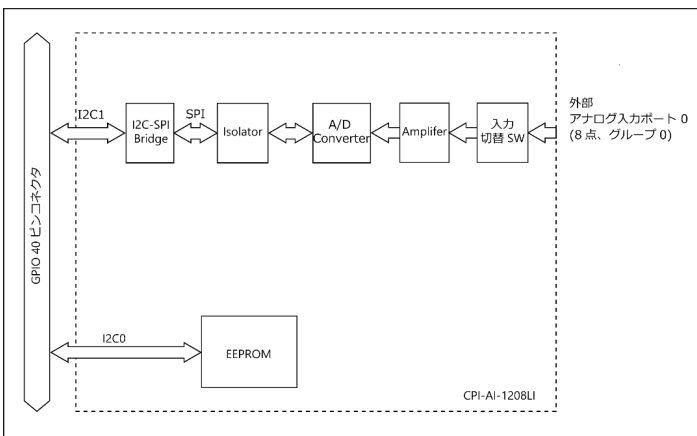 GPIO 40 ピンコネクタ
I2C1
I2C-SPI
Bridge
SPI
Isolator
A/D
Converter
Amplifer
入力
切替 SW
外部
アナログ入力ポート 0
(8 点、グループ 0)
I2C0
EEPROM
CPI-AI-1208LI